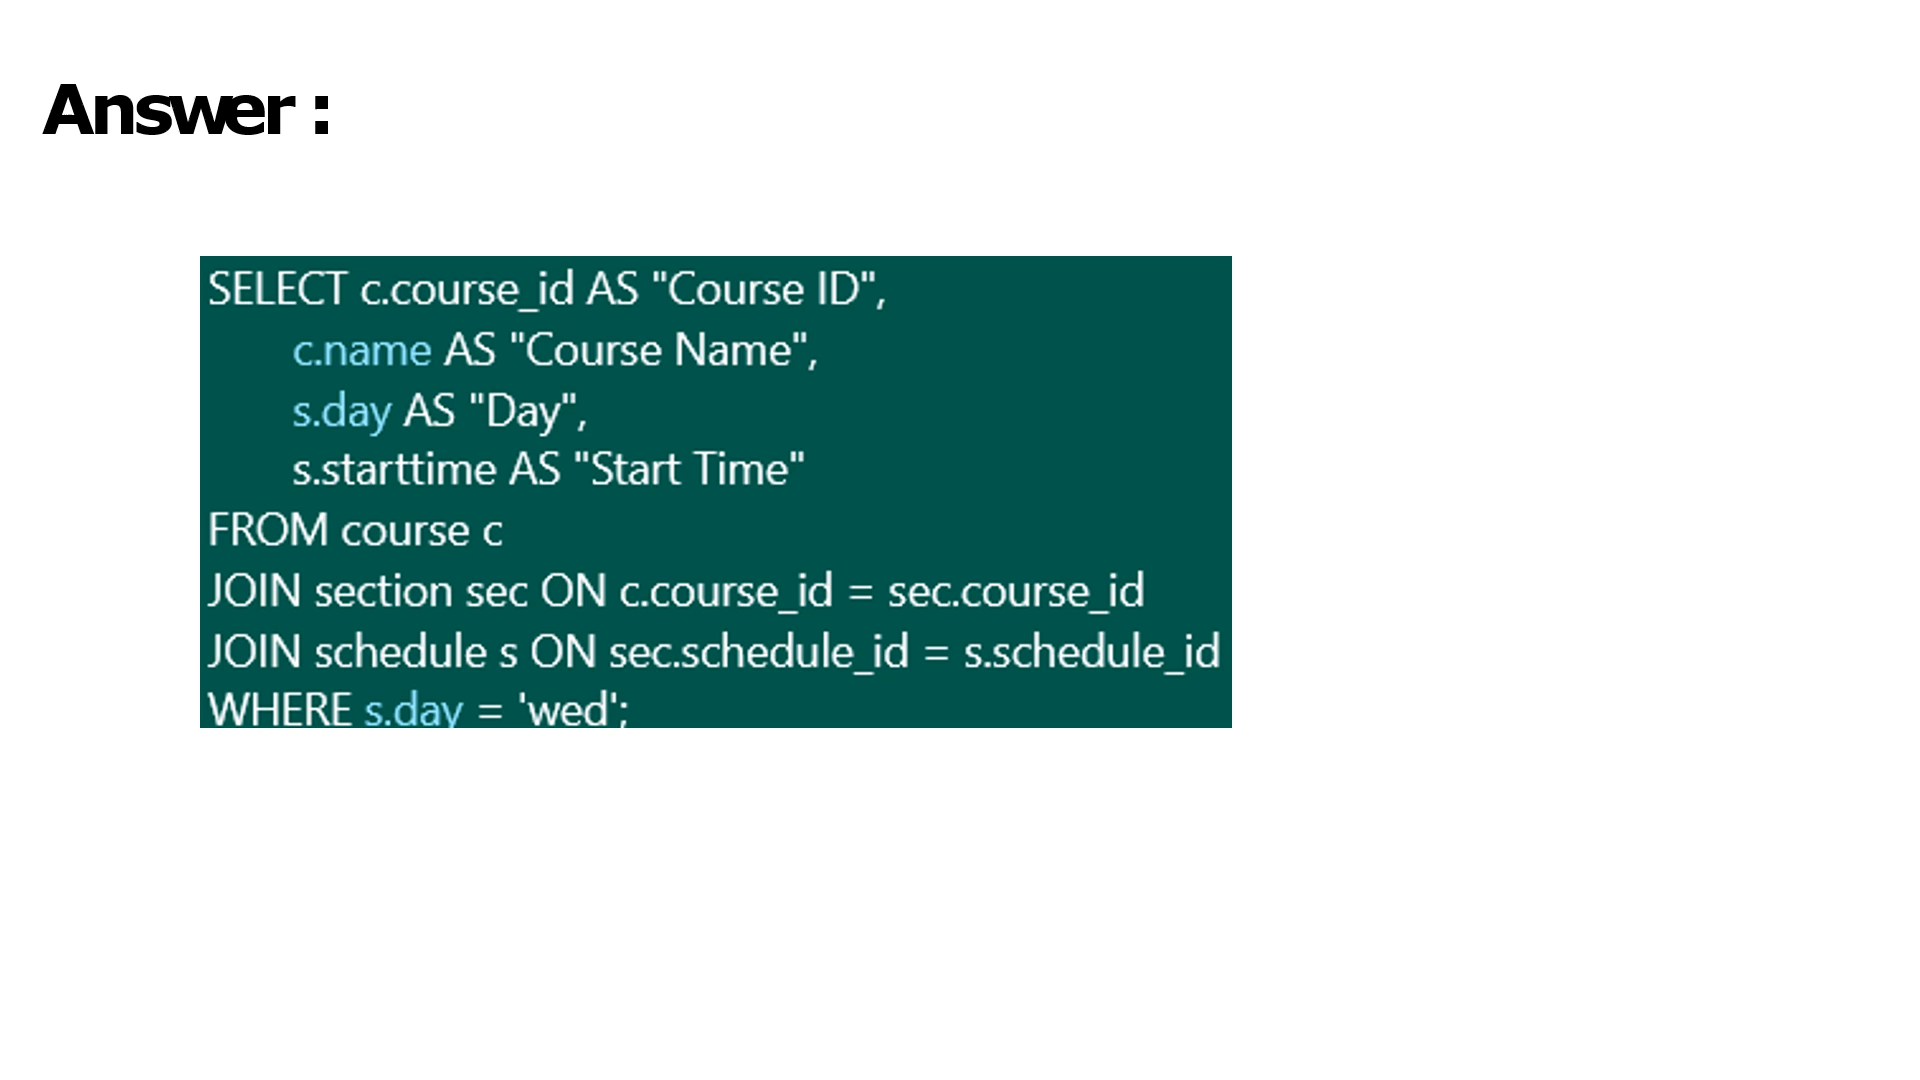 Answer :
SELECT c.course_id AS "Course ID",
c.name AS "Course Name",
s.day AS "Day",
s.starttime AS "Start Time"
FROM course c
JOIN section sec ON c.course_id = sec.course_id
JOIN schedule s ON sec.schedule_id = s.schedule_id
WHERE s.day = 'wed';